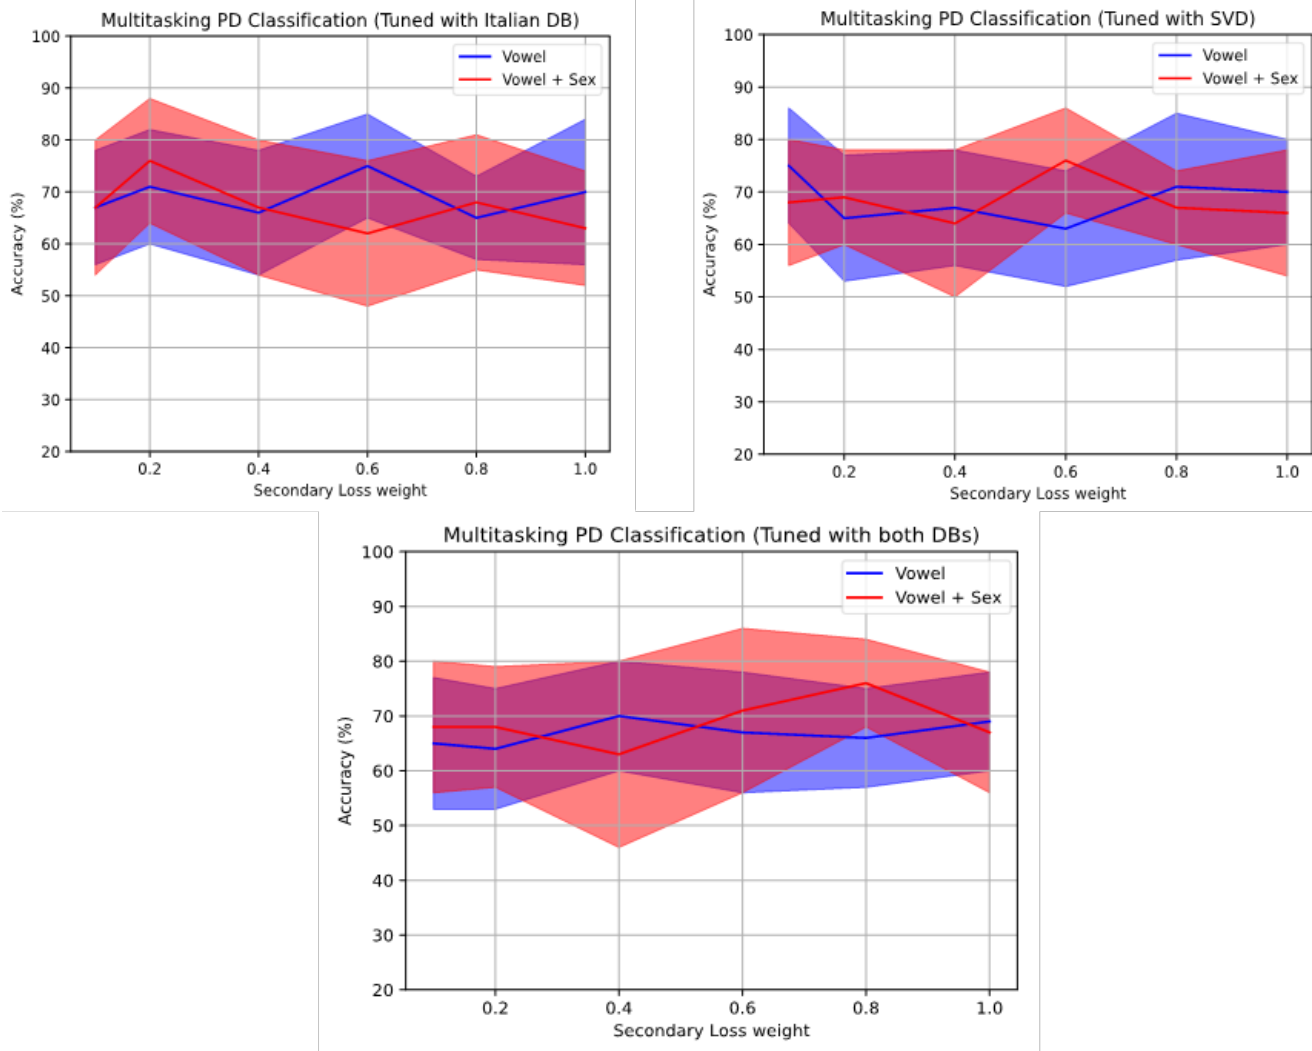 Multitasking PD Classification (Tuned with Italian DB)
100
90
80
70
60
50
40
30
20
Accuracy (%)
Vowel
Vowel + Sex
0.2 0.4 0.6 0.8 1.0
Secondary Loss weight
Multitasking PD Classification (Tuned with SVD)
100
90
80
70
60
50
40
30
20
Accuracy (%)
Vowel
Vowel + Sex
0.2 0.4 0.6 0.8 1.0
Secondary Loss weight
Multitasking PD Classification (Tuned with both DBs)
100
90
80
70
60
50
40
30
20
Accuracy (%)
Vowel
Vowel + Sex
0.2 0.4 0.6 0.8 1.0
Secondary Loss weight